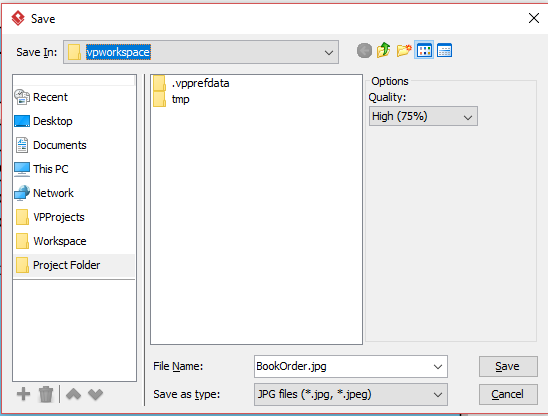 Save
Save In: vpworkspace
Recent
Desktop
Documents
This PC
Network
VPProjects
Workspace
Project Folder
.vpprefdata
tmp
Options
Quality:
High (75%)
File Name: BookOrder.jpg Save
Save as type: JPG files (*.jpg, *.jpeg) Cancel